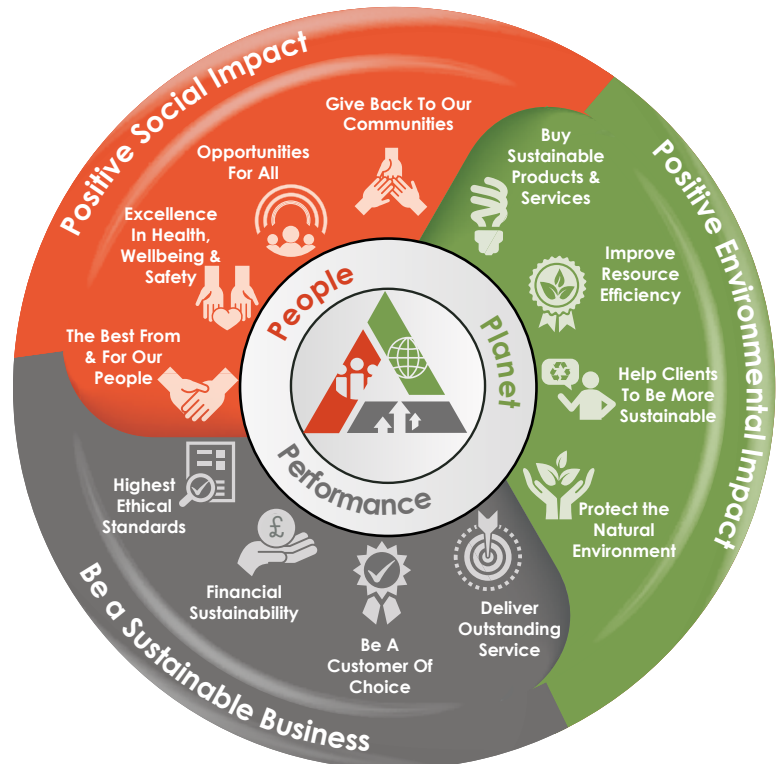 Positive Social Impact
Give Back To Our
Communities
Opportunities
For All
Excellence
In Health,
Wellbeing &
Safety
The Best From
& For Our
People
Positive Environmental Impact
Buy
Sustainable
Products &
Services
Improve
Resource
Efficiency
Help Clients
To Be More
Sustainable
Protect the
Natural
Environment
People
Planet
Performance
Highest
Ethical
Standards
£
Financial
Sustainability
Be A
Customer Of
Choice
Deliver
Outstanding
Service
Be a Sustainable Business